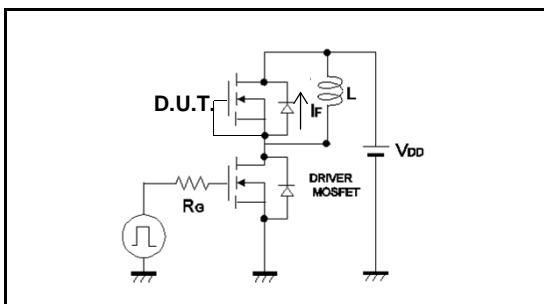 D.U.T.
IF
L
VDD
DRIVER
MOSFET
RG